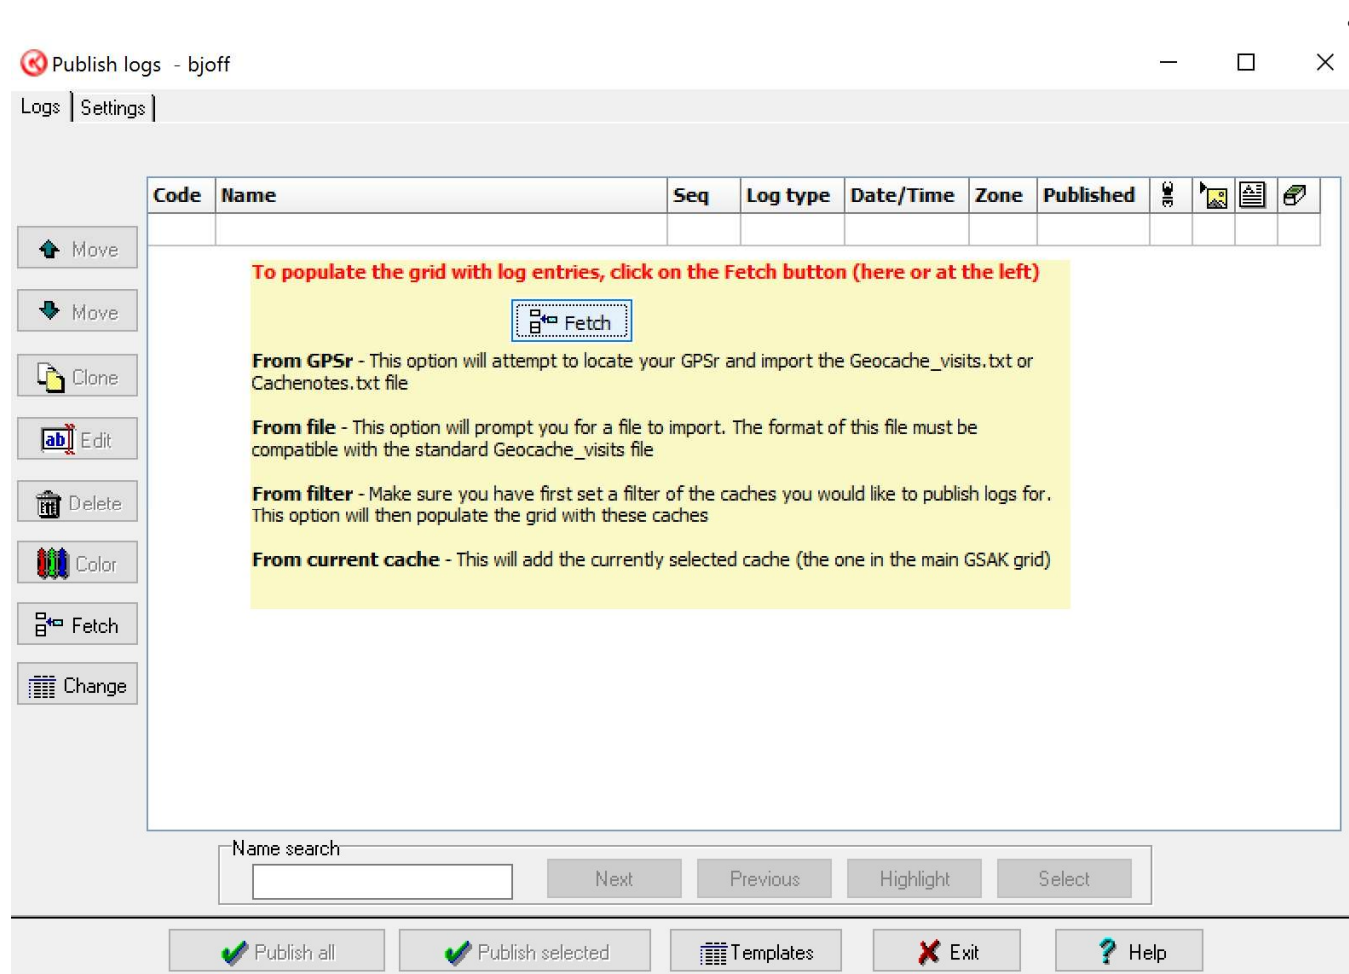 Publish logs - bjoff
Logs Settings
Code Name Seq Log type Date/Time Zone Published
Move
To populate the grid with log entries, click on the Fetch button (here or at the left)
Move
Fetch
From GPSr - This option will attempt to locate your GPSr and import the Geocache_visits.txt or
Cachenotes.txt file
Clone
From file - This option will prompt you for a file to import. The format of this file must be
compatible with the standard Geocache_visits file
ab Edit
From filter - Make sure you have first set a filter of the caches you would like to publish logs for.
This option will then populate the grid with these caches
Delete
From current cache - This will add the currently selected cache (the one in the main GSAK grid)
Color
Fetch
Change
Name search
Next Previous Highlight Select
Publish all Publish selected Templates Exit Help